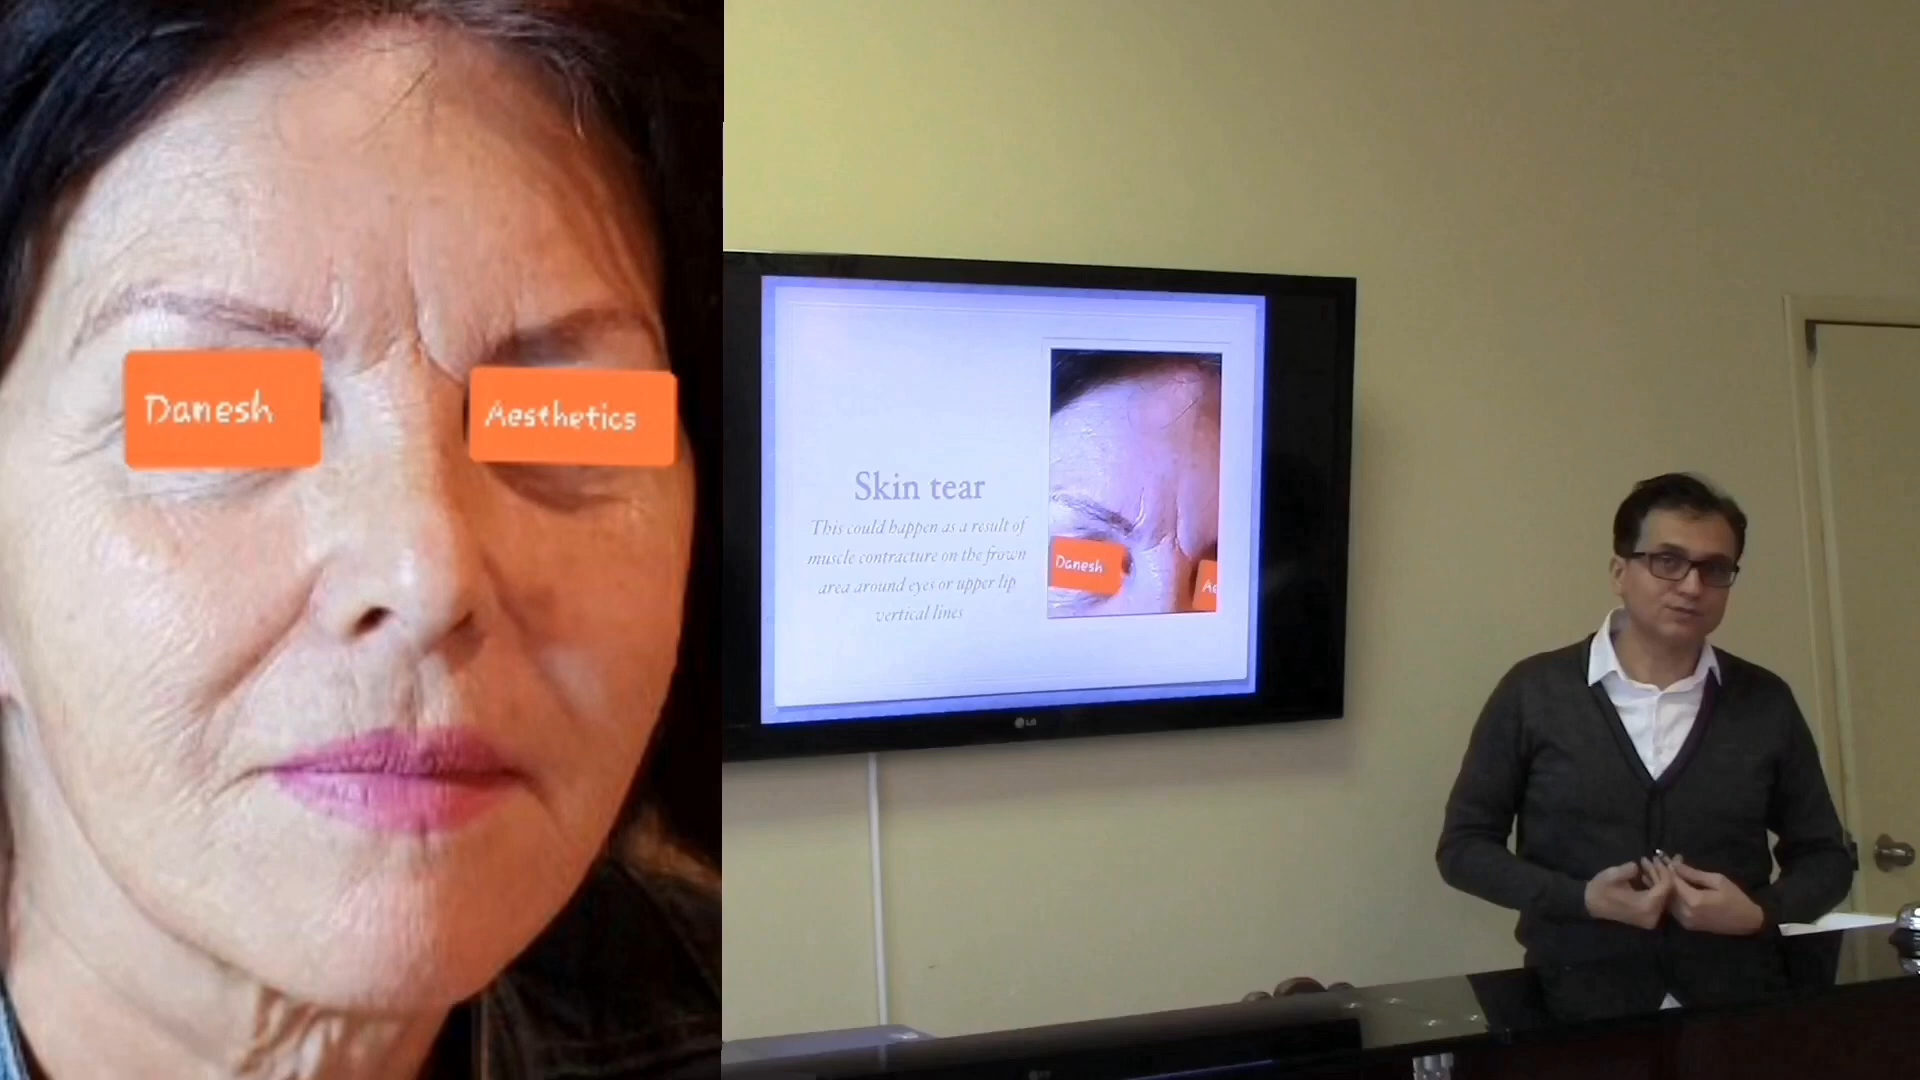 Danesh
Aesthetics
Skin tear
This could happen as a result of
muscle contracture on the frown
area around eyes or upper lip
vertical lines
Danesh
Ae
LG